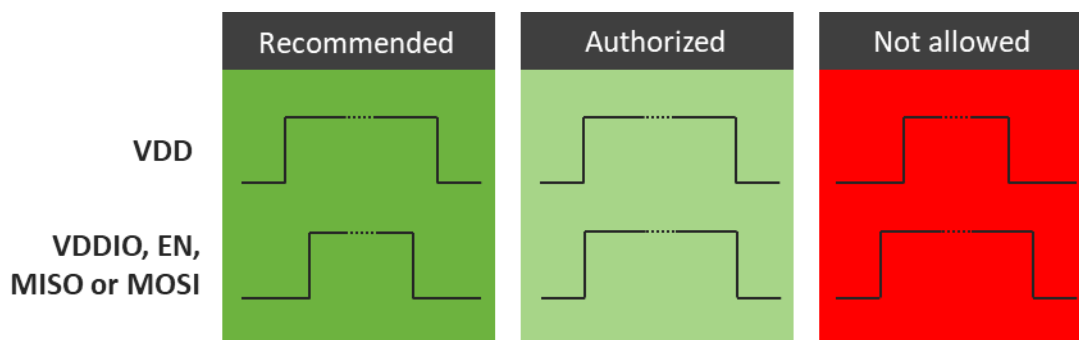 Recommended
Authorized
Not allowed
VDD
VDDIO, EN,
MISO or MOSI